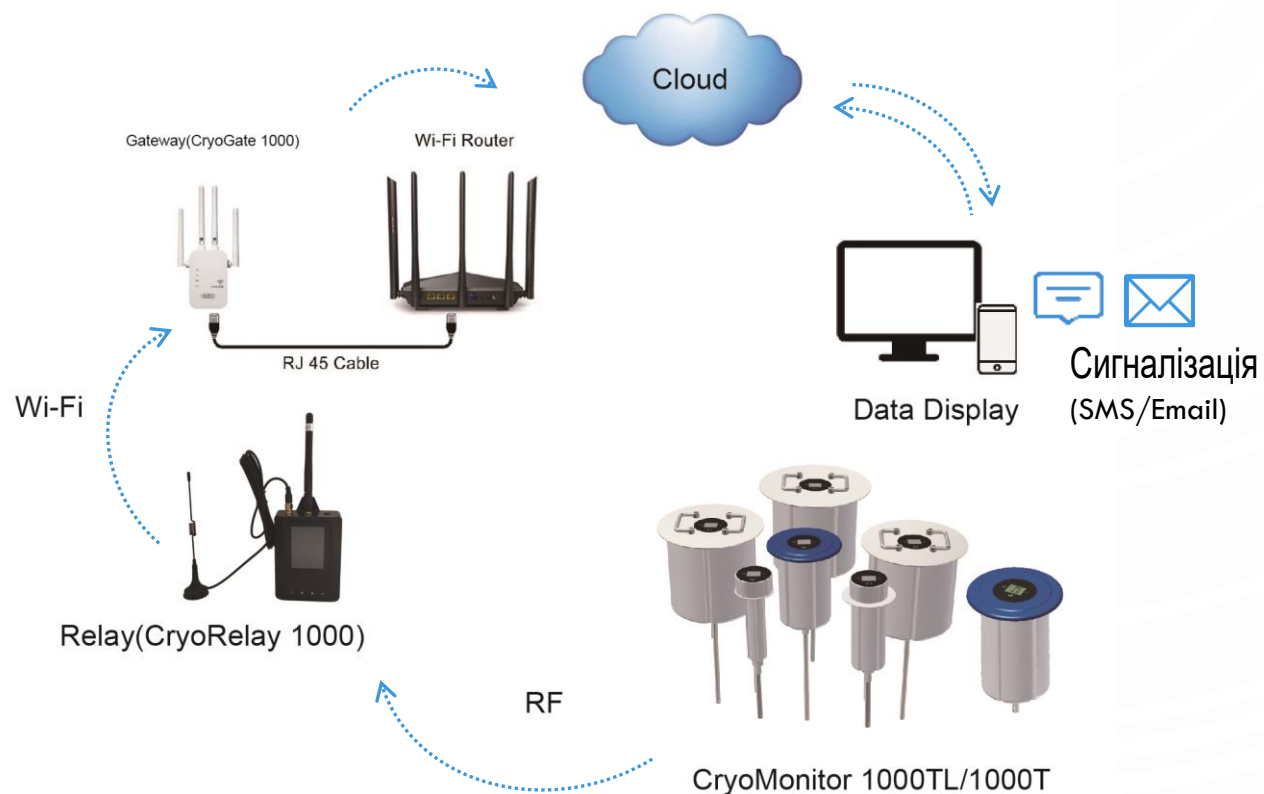 Cloud
Gateway(CryoGate 1000)
Wi-Fi Router
RJ 45 Cable
Wi-Fi
Data Display
Сигналізація
(SMS/Email)
Relay(CryoRelay 1000)
RF
CryoMonitor 1000TL/1000T